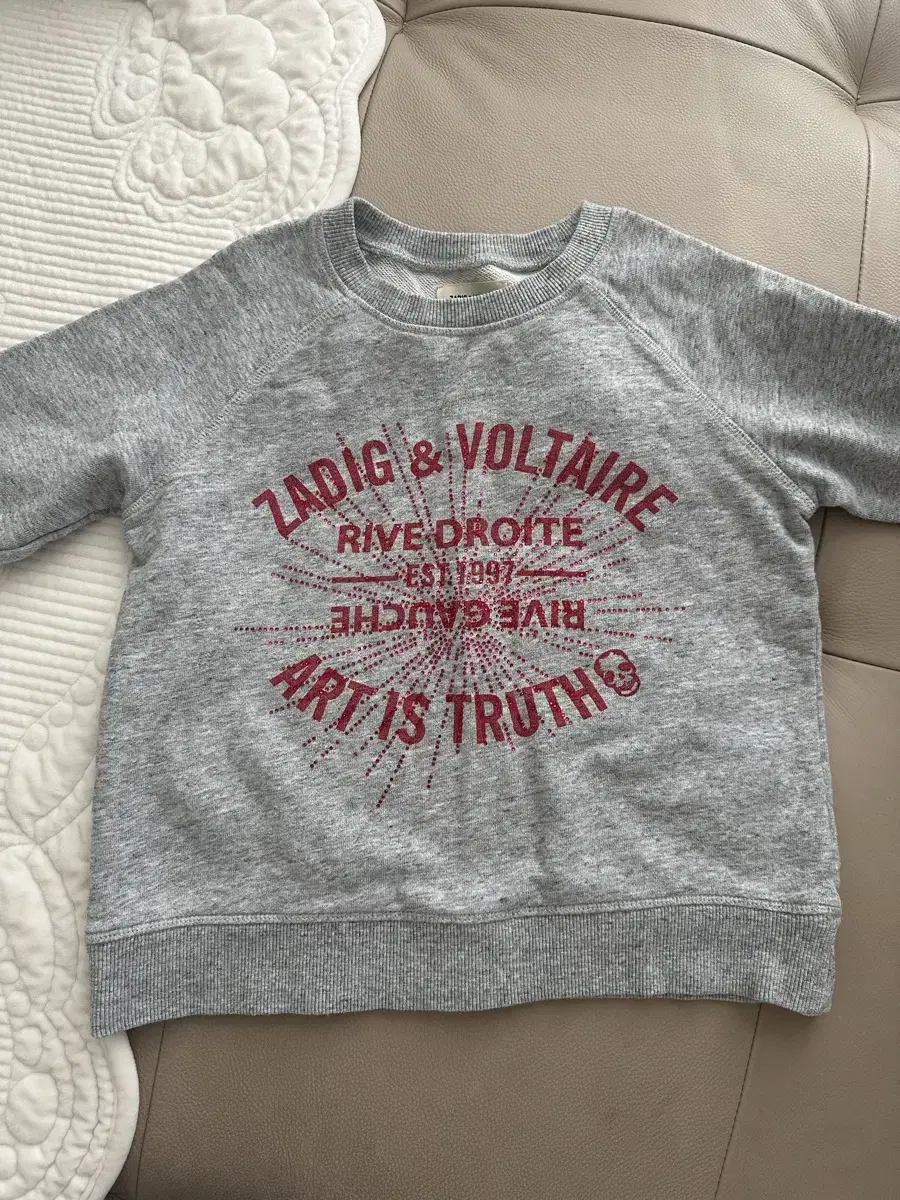 ZADIG & VOLTAIRE
RIVE DROITE
EST 1997
RIVE GAUCHE
ART IS TRUTH